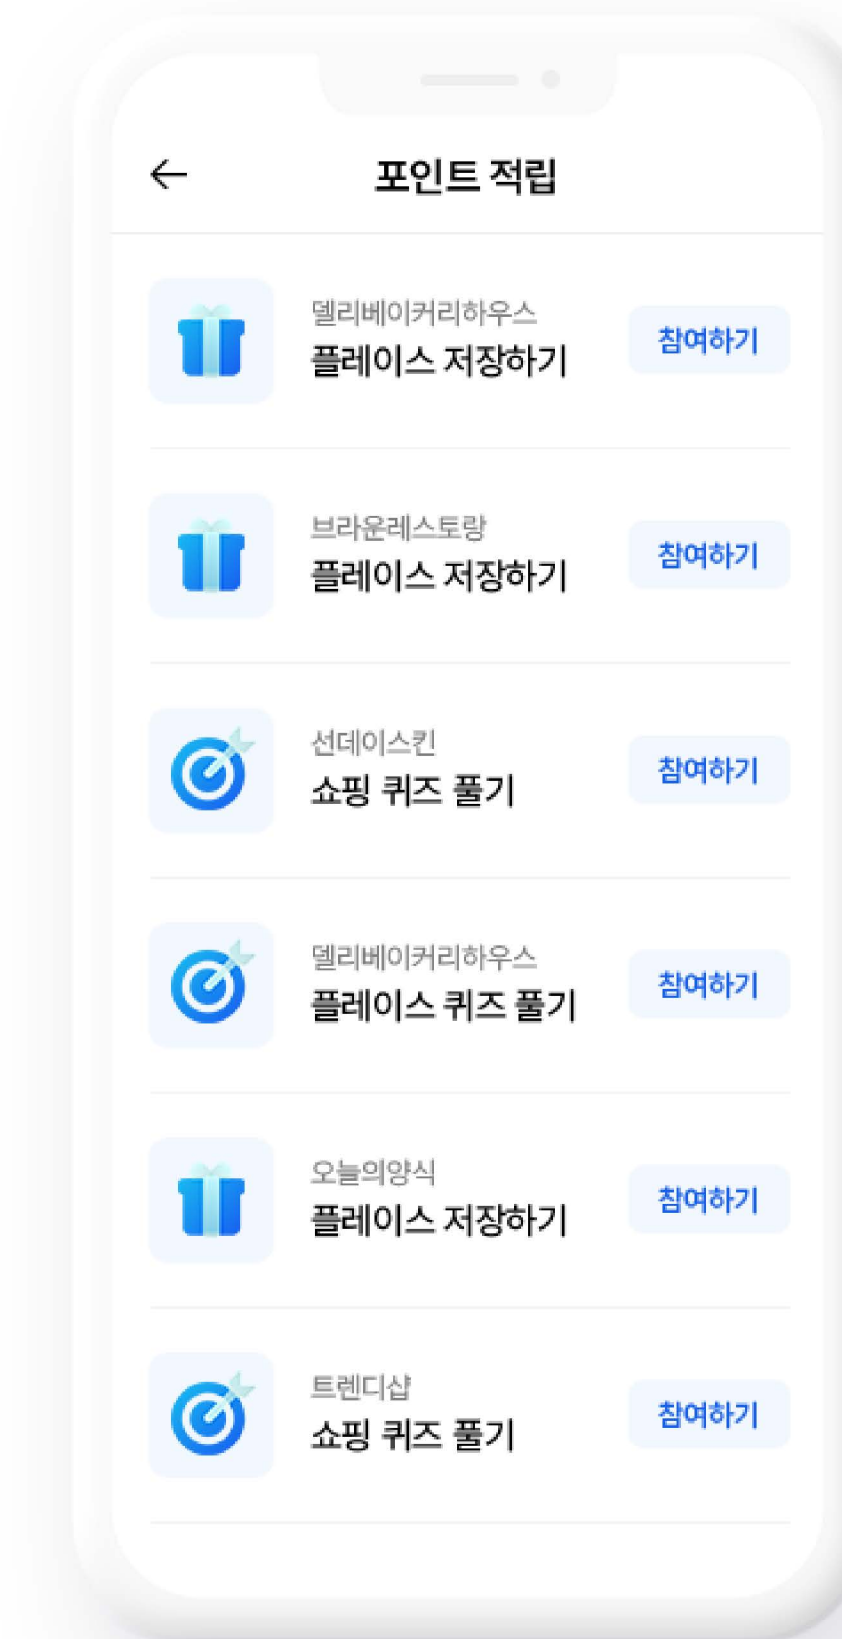 포인트 적립
델리베이커리하우스
플레이스 저장하기
참여하기
브라운레스토랑
플레이스 저장하기
참여하기
선데이스킨
쇼핑 퀴즈 풀기
참여하기
델리베이커리하우스
플레이스 퀴즈 풀기
참여하기
오늘의양식
플레이스 저장하기
참여하기
트렌디샵
쇼핑 퀴즈 풀기
참여하기